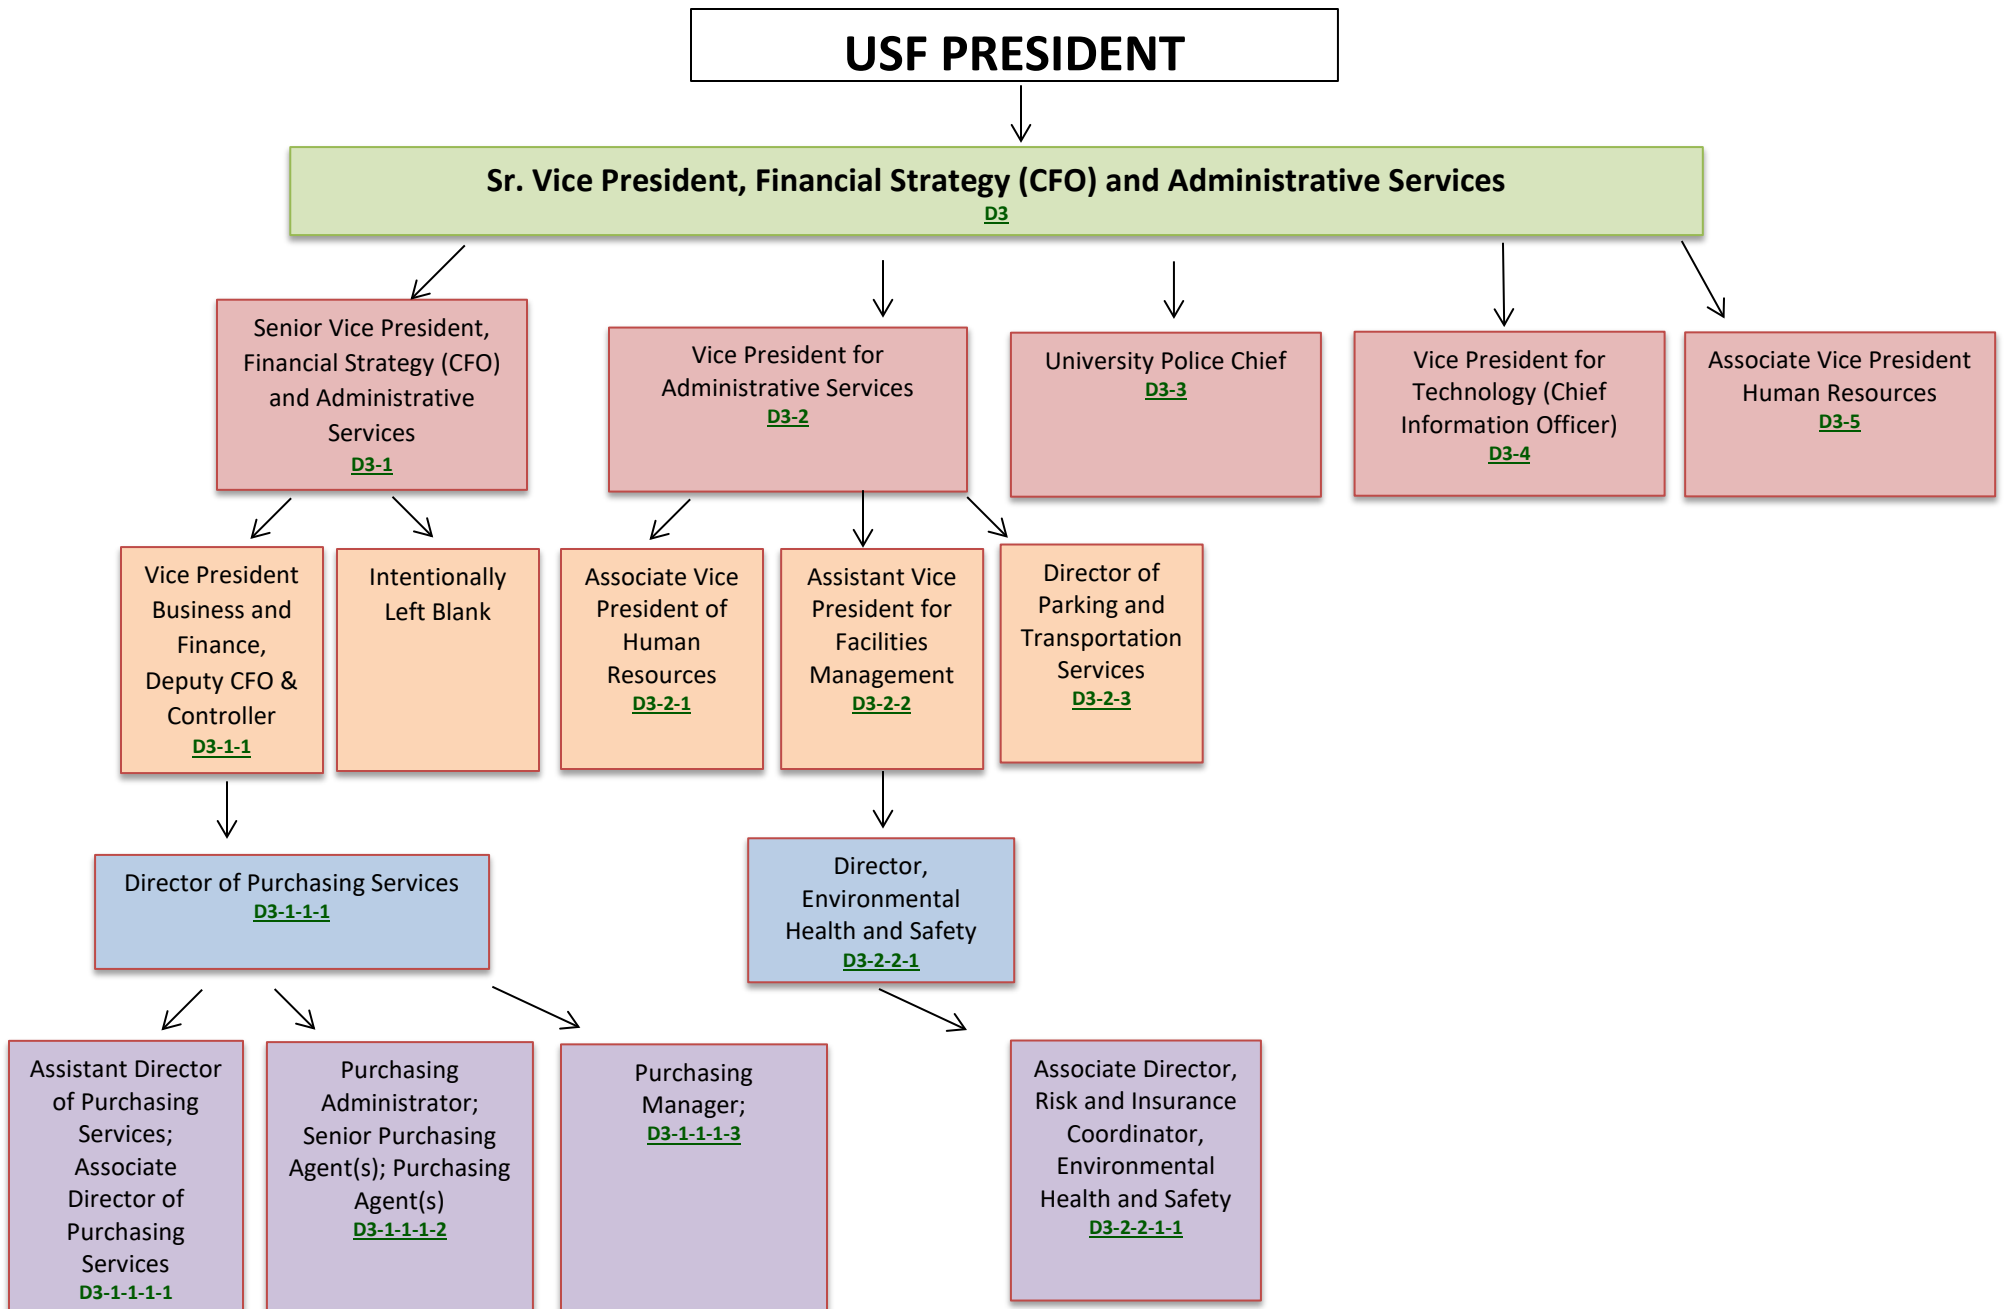 USF PRESIDENT
Sr. Vice President, Financial Strategy (CFO) and Administrative Services
D3
Senior Vice President,
Financial Strategy (CFO)
and Administrative
Services
D3-1
Vice President for
Administrative Services
D3-2
University Police Chief
D3-3
Vice President for
Technology (Chief
Information Officer)
D3-4
Associate Vice President
Human Resources
D3-5
Vice President
Business and
Finance,
Deputy CFO &
Controller
D3-1-1
Intentionally
Left Blank
Associate Vice
President of
Human
Resources
D3-2-1
Assistant Vice
President for
Facilities
Management
D3-2-2
Director of
Parking and
Transportation
Services
D3-2-3
Director of Purchasing Services
D3-1-1-1
Director,
Environmental
Health and Safety
D3-2-2-1
Assistant Director
of Purchasing
Services;
Associate
Director of
Purchasing
Services
D3-1-1-1-1
Purchasing
Administrator;
Senior Purchasing
Agent(s); Purchasing
Agent(s)
D3-1-1-1-2
Purchasing
Manager;
D3-1-1-1-3
Associate Director,
Risk and Insurance
Coordinator,
Environmental
Health and Safety
D3-2-2-1-1